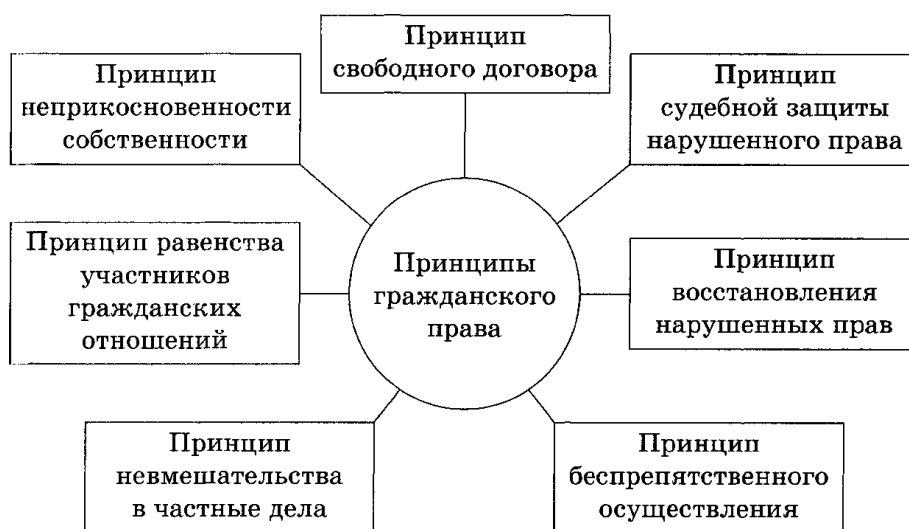 Принцип
свободного договора
Принцип
неприкосновенности
собственности
Принцип
судебной защиты
нарушенного права
Принцип равенства
участников
гражданских
отношений
Принципы
гражданского
права
Принцип
восстановления
нарушенных прав
Принцип
невмешательства
в частные дела
Принцип
беспрепятственного
осуществления